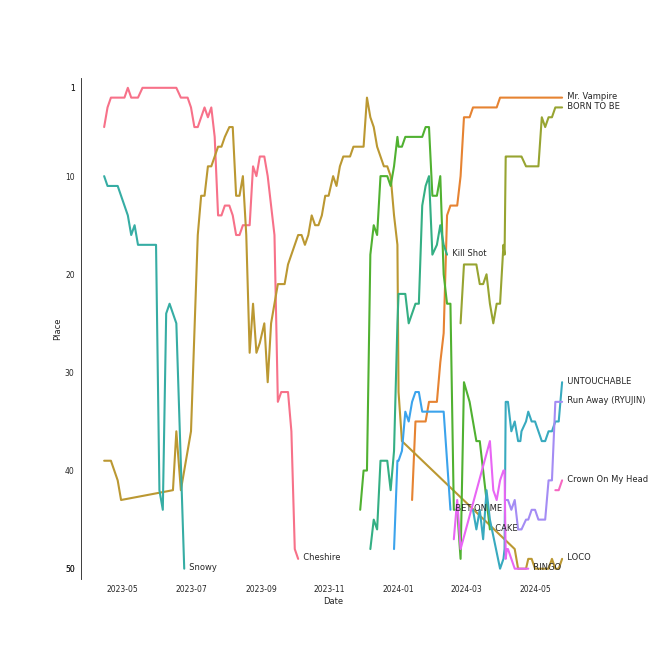 1
Mr. Vampire
BORN TO BE
10
Kill Shot
20
Place
30
UNTOUCHABLE
Run Away (RYUJIN)
40
Crown On My Head
BET ON ME
CAKE
Cheshire
LOCO
50
Snowy
RINGO
2023-05
2023-07
2023-09
2023-11
2024-01
2024-03
2024-05
Date